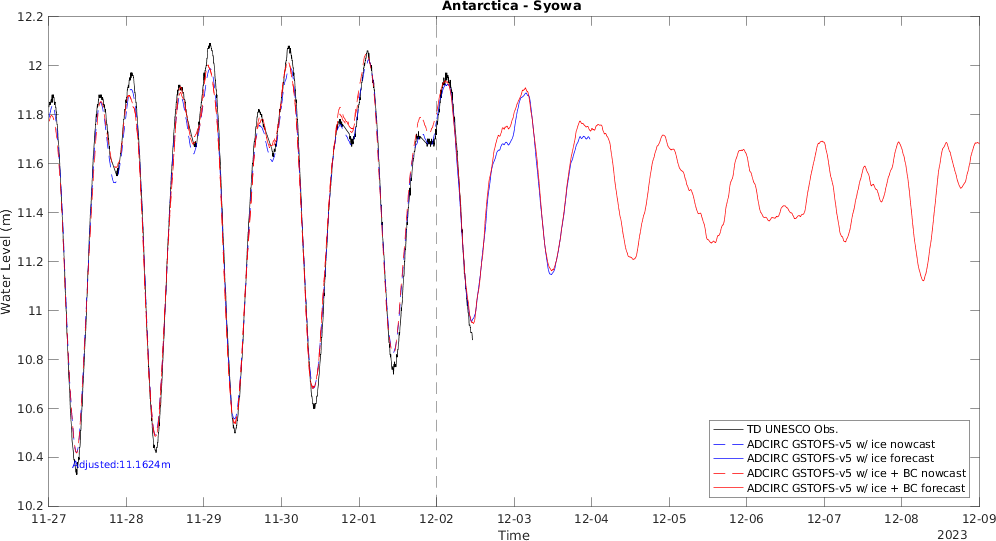 Antarctica - Syowa
Water Level (m)
12.2
12
11.8
11.6
11.4
11.2
11
10.8
10.6
10.4
10.2
Adjusted:11.1624m
TD UNESCO Obs.
ADCIRC GSTOFS-v5 w/ ice nowcast
ADCIRC GSTOFS-v5 w/ ice forecast
ADCIRC GSTOFS-v5 w/ ice + BC nowcast
ADCIRC GSTOFS-v5 w/ ice + BC forecast
11-27 11-28 11-29 11-30 12-01 12-02 12-03 12-04 12-05 12-06 12-07 12-08 12-09
Time
2023